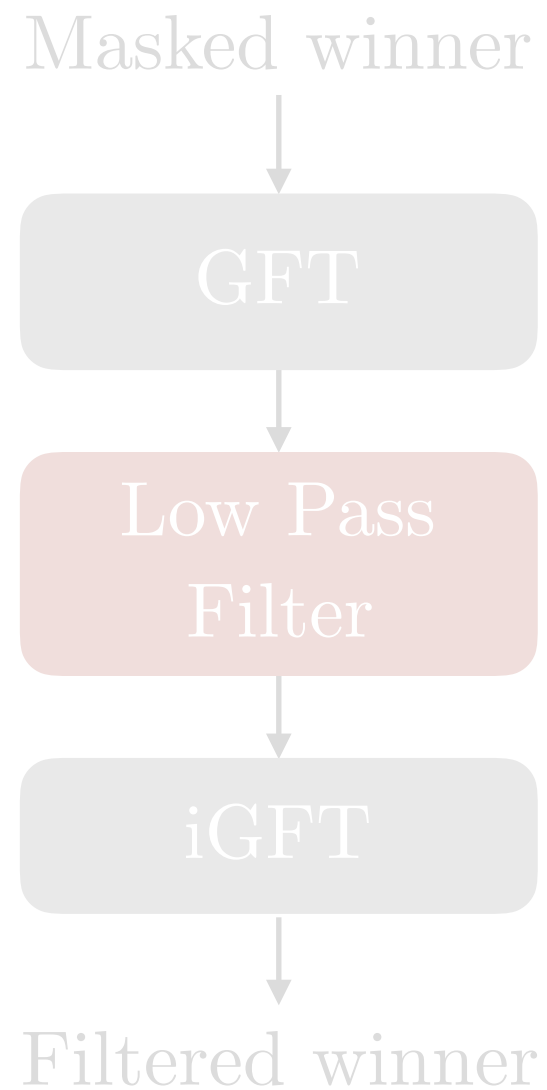 Masked winner
GFT
Low Pass
Filter
iGFT
Filtered winner